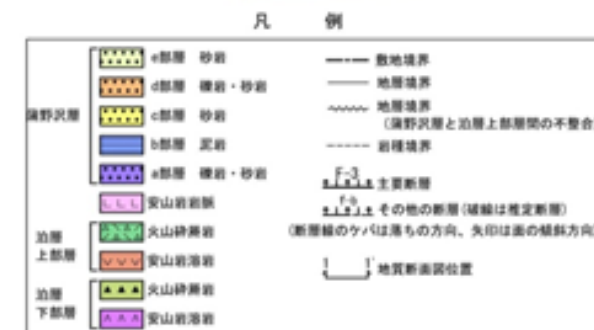 凡 例
e部層 砂岩
d部層 礫岩・砂岩
蒲野沢層 c部層 砂岩
b部層 泥岩
a部層 礫岩・砂岩
安山岩岩脈
泊層 上部層 火山砕屑岩
安山岩溶岩
泊層 下部層 火山砕屑岩
安山岩溶岩
敷地境界
地層境界
地層境界
(蒲野沢層と泊層上部層間の不整合
岩種境界
F-3 主要断層
f-a その他の断層(破線は推定断層)
(断層線のケバは落ちの方向、矢印は面の傾斜方向
1 1' 地質断面図位置